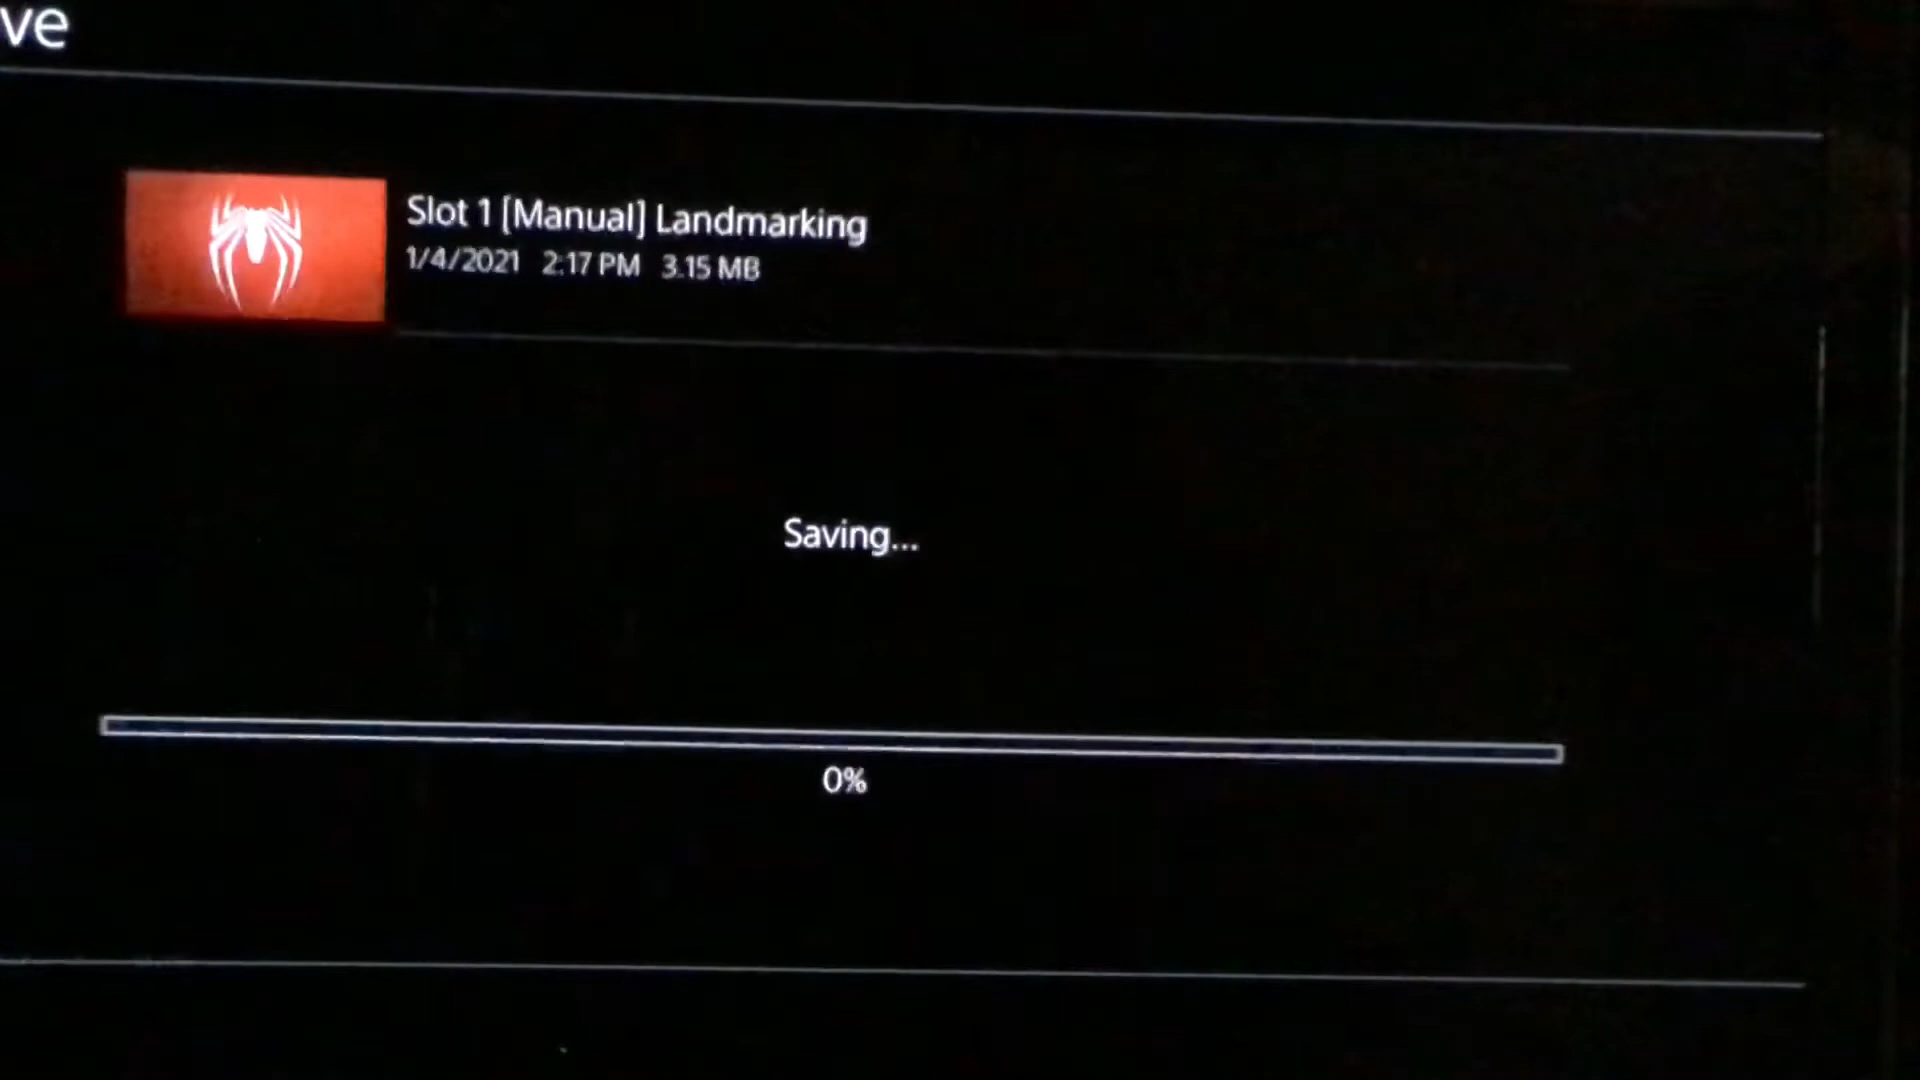 ve
Slot 1 [Manual] Landmarking
1/4/2021 2:17 PM 3.15 MB
Saving...
0%